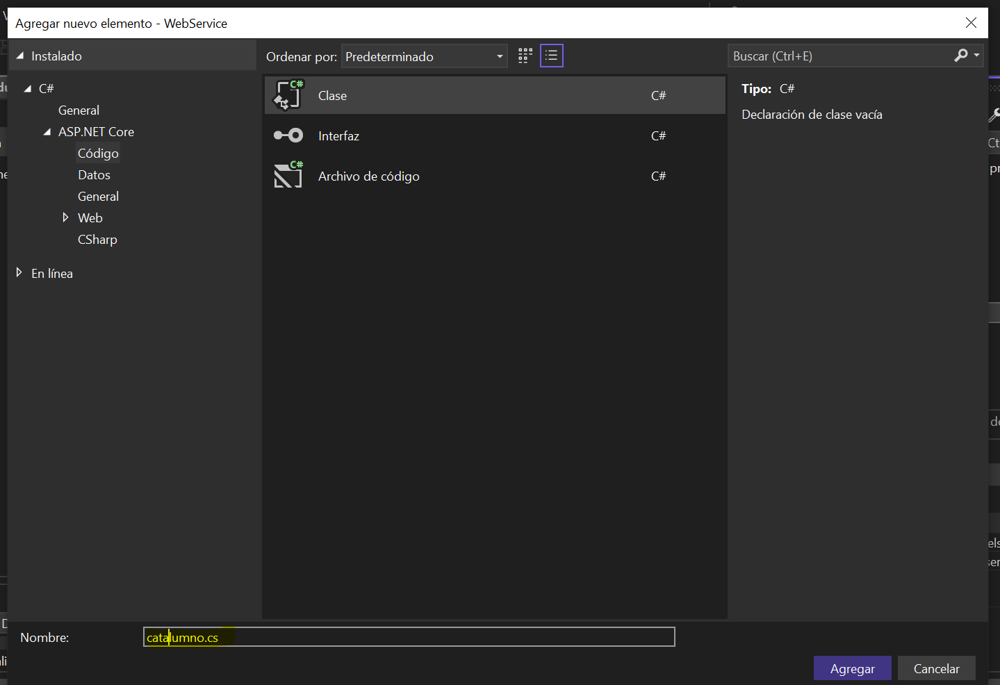 Agregar nuevo elemento - WebService
Instalado
C#
General
ASP.NET Core
Código
Datos
General
Web
CSharp
En línea
Ordenar por: Predeterminado
Clase C#
Interfaz C#
Archivo de código C#
Buscar (Ctrl+E)
Tipo: C#
Declaración de clase vacía
Nombre: catalumno.cs
Agregar Cancelar